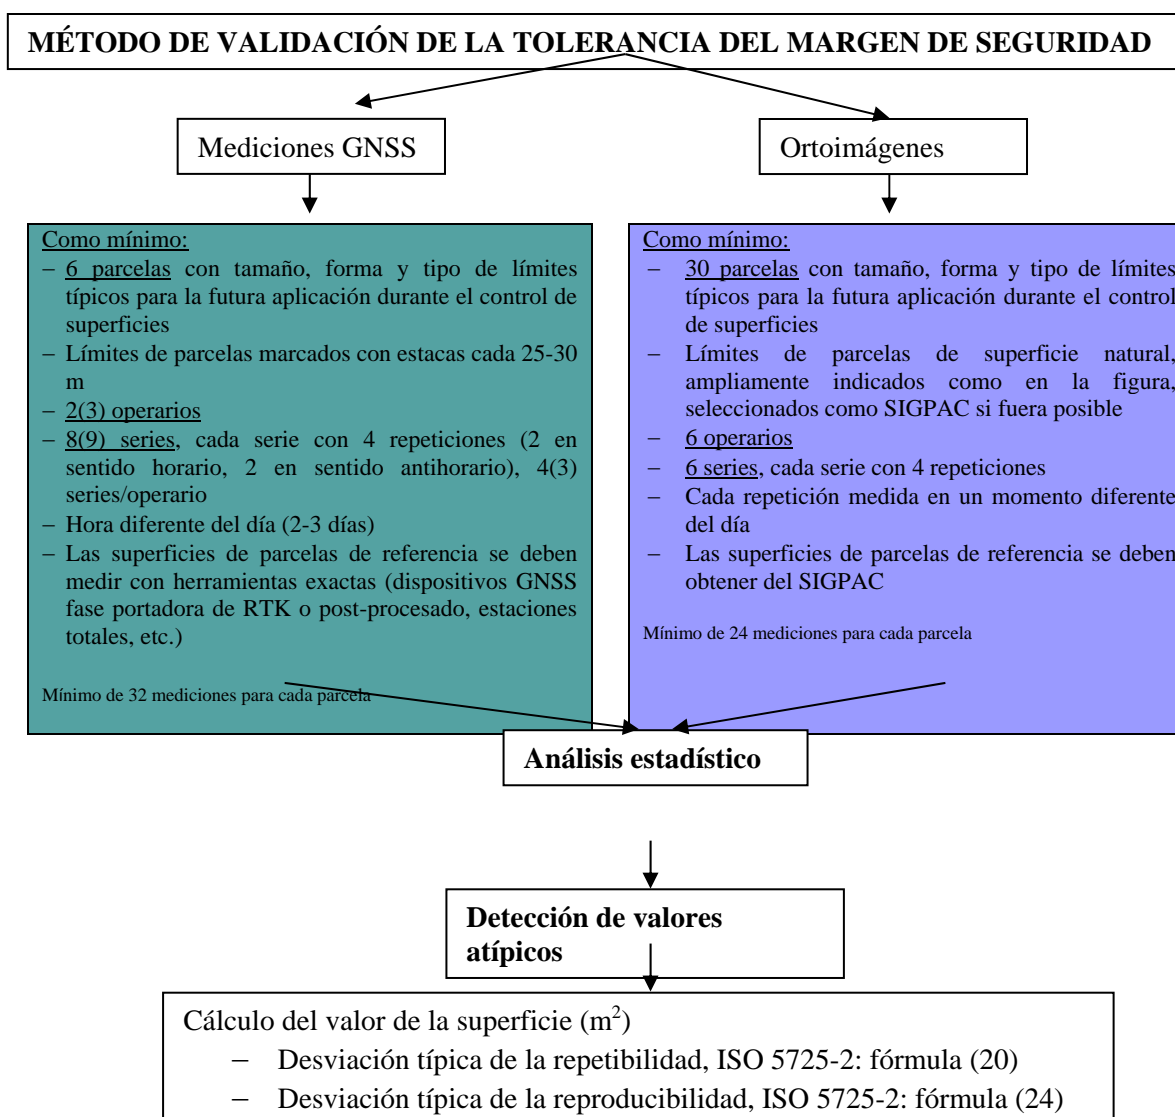 MÉTODO DE VALIDACIÓN DE LA TOLERANCIA DEL MARGEN DE SEGURIDAD
Mediciones GNSS
Ortoimágenes
Como mínimo:
– 6 parcelas con tamaño, forma y tipo de límites
típicos para la futura aplicación durante el control de
superficies
– Límites de parcelas marcados con estacas cada 25-30
m
– 2(3) operarios
– 8(9) series, cada serie con 4 repeticiones (2 en
sentido horario, 2 en sentido antihorario), 4(3)
series/operario
– Hora diferente del día (2-3 días)
– Las superficies de parcelas de referencia se deben
medir con herramientas exactas (dispositivos GNSS
fase portadora de RTK o post-procesado, estaciones
totales, etc.)
Mínimo de 32 mediciones para cada parcela
Como mínimo:
– 30 parcelas con tamaño, forma y tipo de límites
típicos para la futura aplicación durante el control
de superficies
– Límites de parcelas de superficie natural,
ampliamente indicados como en la figura,
seleccionados como SIGPAC si fuera posible
– 6 operarios
– 6 series, cada serie con 4 repeticiones
– Cada repetición medida en un momento diferente
del día
– Las superficies de parcelas de referencia se deben
obtener del SIGPAC
Mínimo de 24 mediciones para cada parcela
Análisis estadístico
Detección de valores
atípicos
Cálculo del valor de la superficie (m²)
– Desviación típica de la repetibilidad, ISO 5725-2: fórmula (20)
– Desviación típica de la reproducibilidad, ISO 5725-2: fórmula (24)